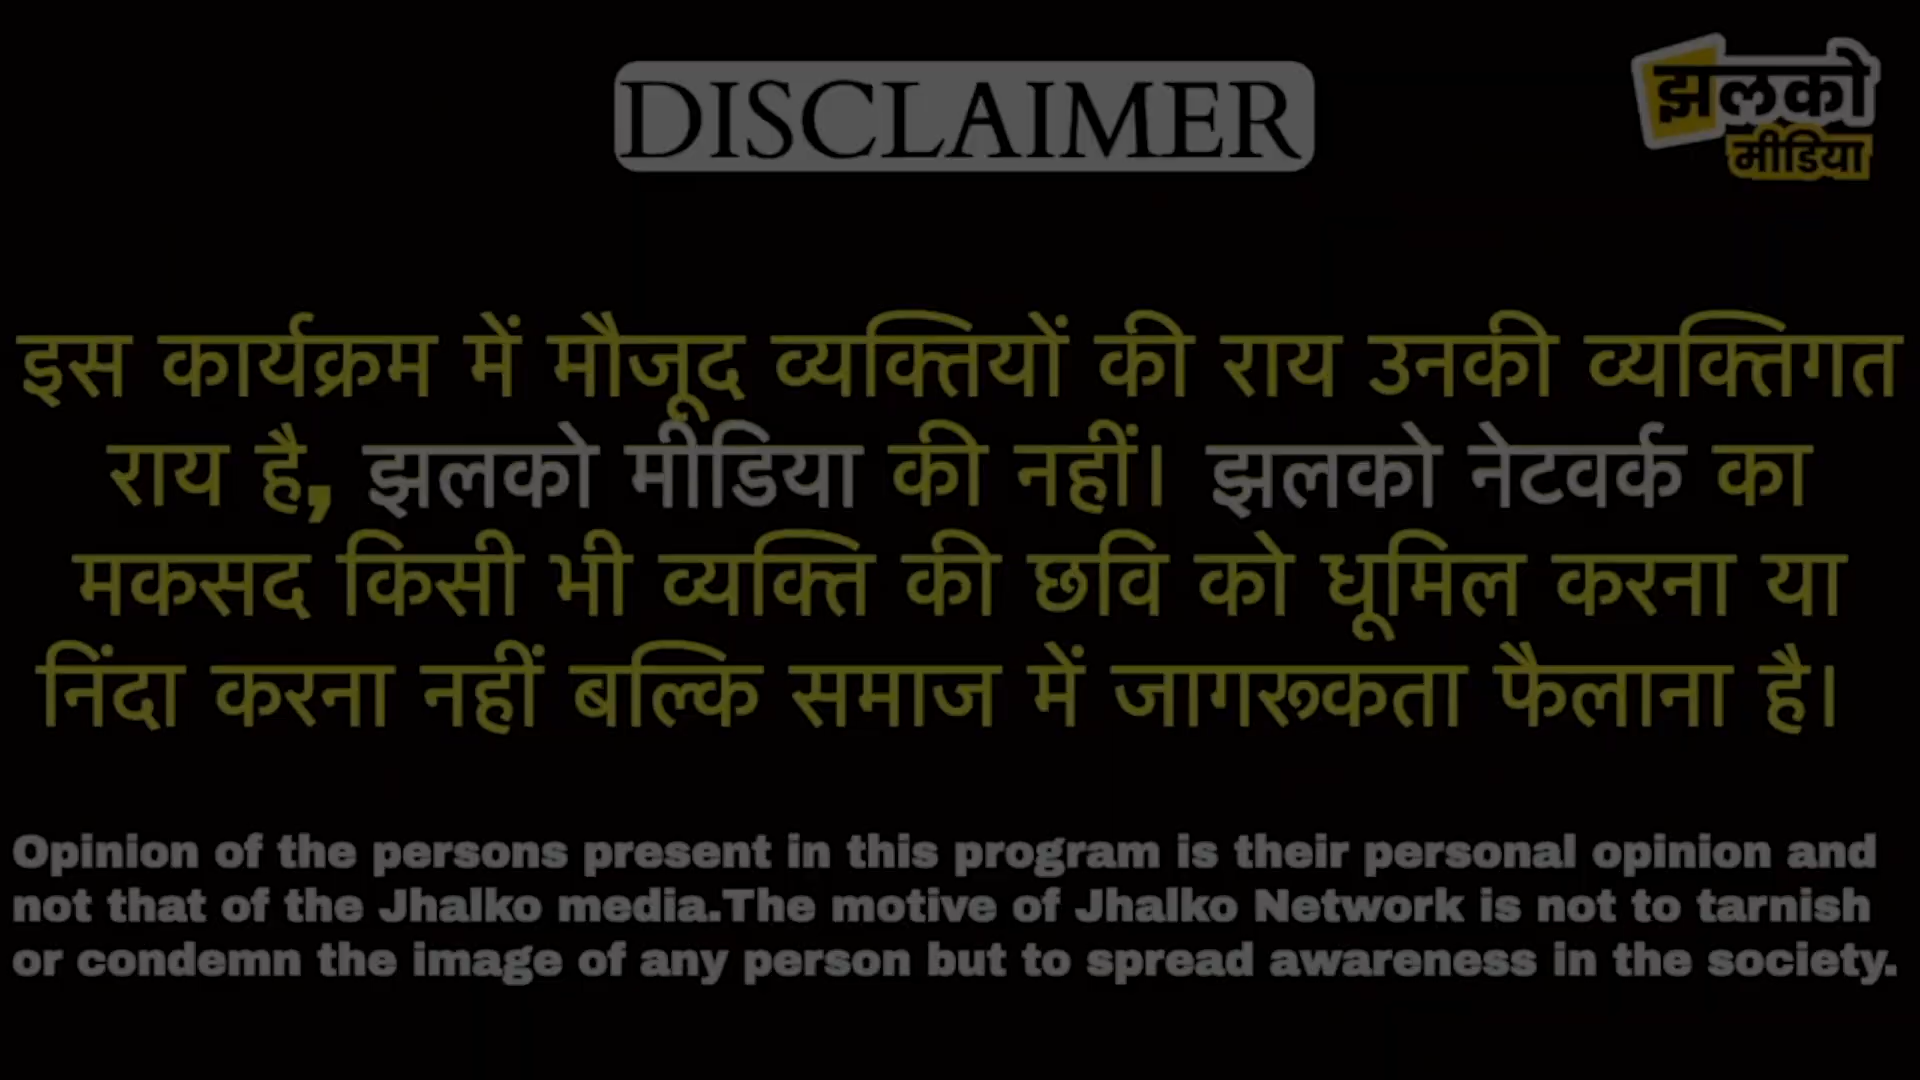 DISCLAIMER
झलको
मीडिया
इस कार्यक्रम में मौजूद व्यक्तियों की राय उनकी व्यक्तिगत
राय है, झलको मीडिया की नहीं। झलको नेटवर्क का
मकसद किसी भी व्यक्ति की छवि को धूमिल करना या
निंदा करना नहीं बल्कि समाज में जागरूकता फैलाना है।
Opinion of the persons present in this program is their personal opinion and
not that of the Jhalko media.The motive of Jhalko Network is not to tarnish
or condemn the image of any person but to spread awareness in the society.